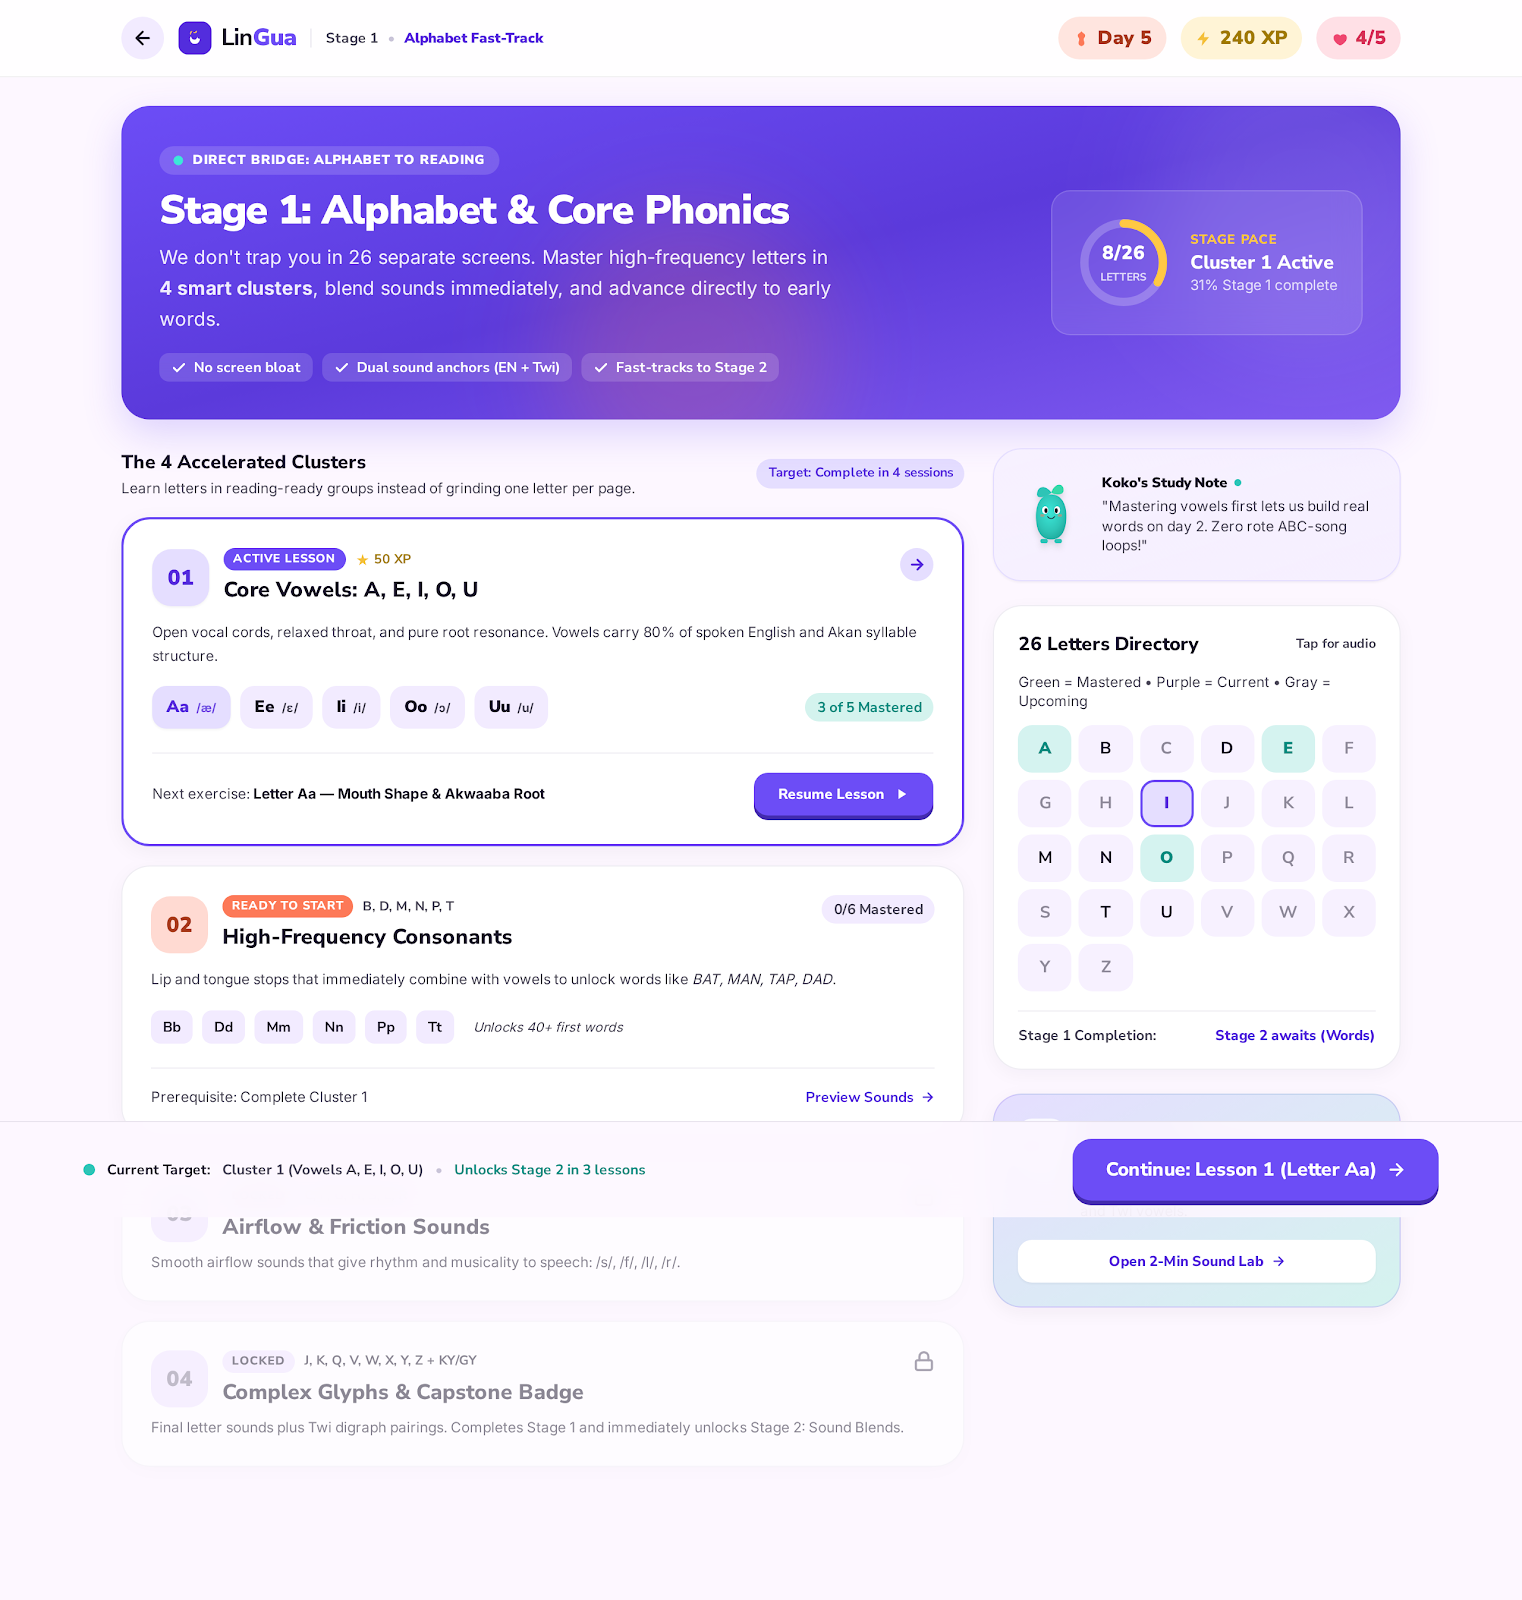 LinGua
Stage 1 • Alphabet Fast-Track
Day 5
240 XP
4/5
DIRECT BRIDGE: ALPHABET TO READING
Stage 1: Alphabet & Core Phonics
We don't trap you in 26 separate screens. Master high-frequency letters in
4 smart clusters, blend sounds immediately, and advance directly to early
words.
No screen bloat
Dual sound anchors (EN + Twi)
Fast-tracks to Stage 2
8/26
LETTERS
STAGE PACE
Cluster 1 Active
31% Stage 1 complete
The 4 Accelerated Clusters
Learn letters in reading-ready groups instead of grinding one letter per page.
Target: Complete in 4 sessions
01
ACTIVE LESSON
50 XP
Core Vowels: A, E, I, O, U
Open vocal cords, relaxed throat, and pure root resonance. Vowels carry 80% of spoken English and Akan syllable
structure.
Aa /æ/
Ee /ɛ/
Ii /i/
Oo /ɔ/
Uu /u/
3 of 5 Mastered
Next exercise: Letter Aa — Mouth Shape & Akwaaba Root
Resume Lesson
02
READY TO START
B, D, M, N, P, T
0/6 Mastered
High-Frequency Consonants
Lip and tongue stops that immediately combine with vowels to unlock words like BAT, MAN, TAP, DAD.
Bb
Dd
Mm
Nn
Pp
Tt
Unlocks 40+ first words
Prerequisite: Complete Cluster 1
Preview Sounds →
Koko's Study Note
"Mastering vowels first lets us build real
words on day 2. Zero rote ABC-song
loops!"
26 Letters Directory
Tap for audio
Green = Mastered • Purple = Current • Gray =
Upcoming
A B C D E F
G H I J K L
M N O P Q R
S T U V W X
Y Z
Stage 1 Completion:
Stage 2 awaits (Words)
Current Target: Cluster 1 (Vowels A, E, I, O, U) • Unlocks Stage 2 in 3 lessons
Continue: Lesson 1 (Letter Aa) →
Airflow & Friction Sounds
Smooth airflow sounds that give rhythm and musicality to speech: /s/, /f/, /l/, /r/.
Open 2-Min Sound Lab →
04
LOCKED
J, K, Q, V, W, X, Y, Z + KY/GY
Complex Glyphs & Capstone Badge
Final letter sounds plus Twi digraph pairings. Completes Stage 1 and immediately unlocks Stage 2: Sound Blends.